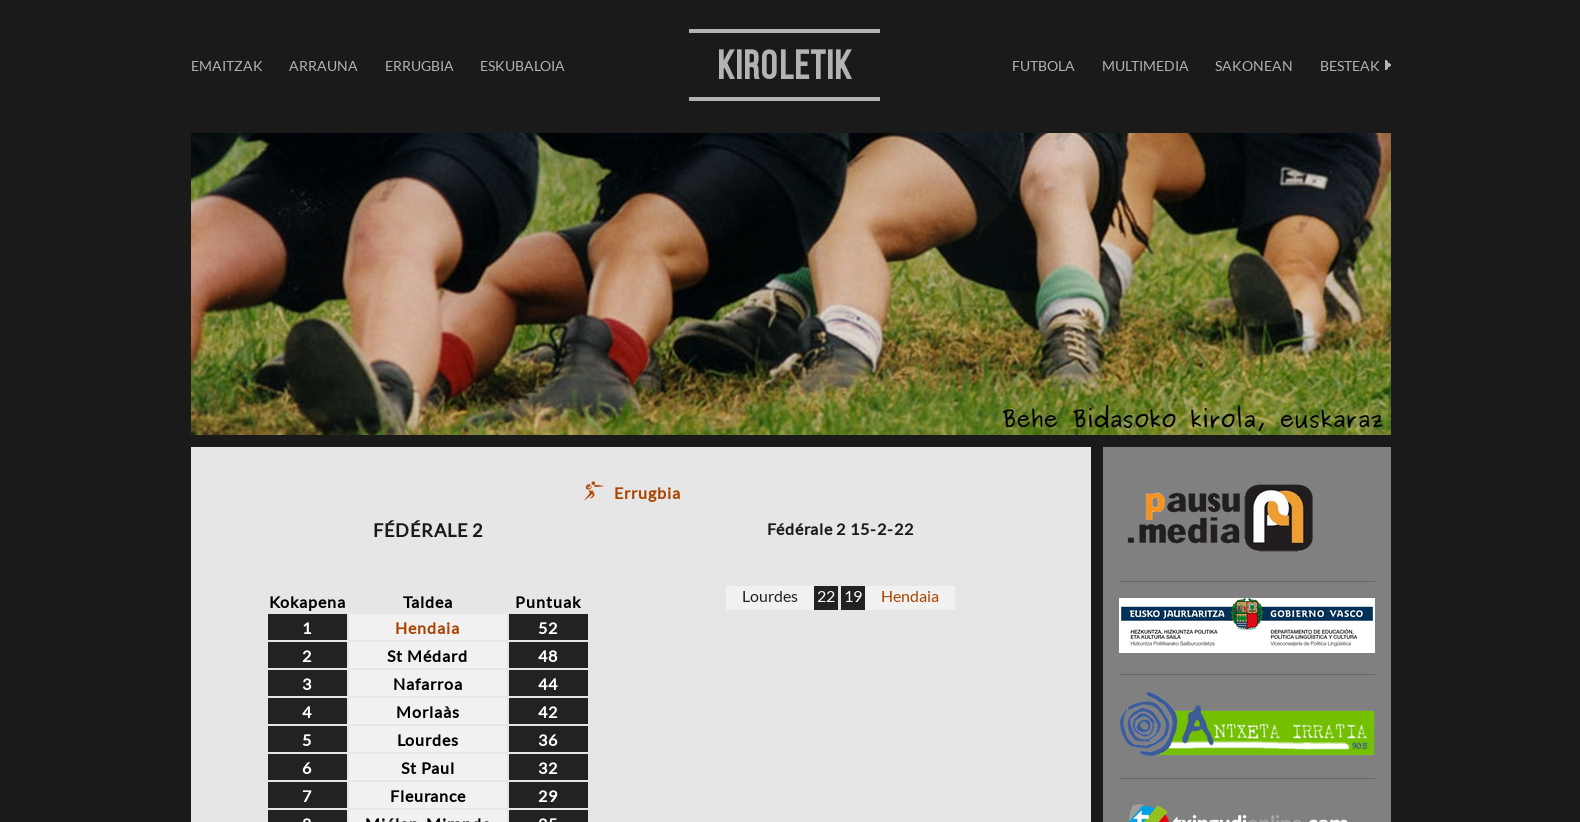 EMAITZAK ARRAUNA ERRUGBIA ESKUBALOIA KIROLETIK FUTBOLA MULTIMEDIA SAKONEAN BESTEAK
Behe Bidasoko kirola, euskaraz
Errugbia
FÉDÉRALE 2
Kokapena Taldea Puntuak
1 Hendaia 52
2 St Médard 48
3 Nafarroa 44
4 Morlaàs 42
5 Lourdes 36
6 St Paul 32
7 Fleurance 29
Fédérale 2 15-2-22
Lourdes 22 19 Hendaia
pausu
.media
EUSKO JAURLARITZA GOBIERNO VASCO
HEZKUNTZA, HIZKUNTZA POLITIKA
ETA KULTURA SAILA
Hizkuntza Politikarako Sailburuordetza
DEPARTAMENTO DE EDUCACIÓN,
POLÍTICA LINGÜÍSTICA Y CULTURA
Viceconsejería de Política Lingüística
ANTXETA IRRATIA
90.5
txingudionline.com